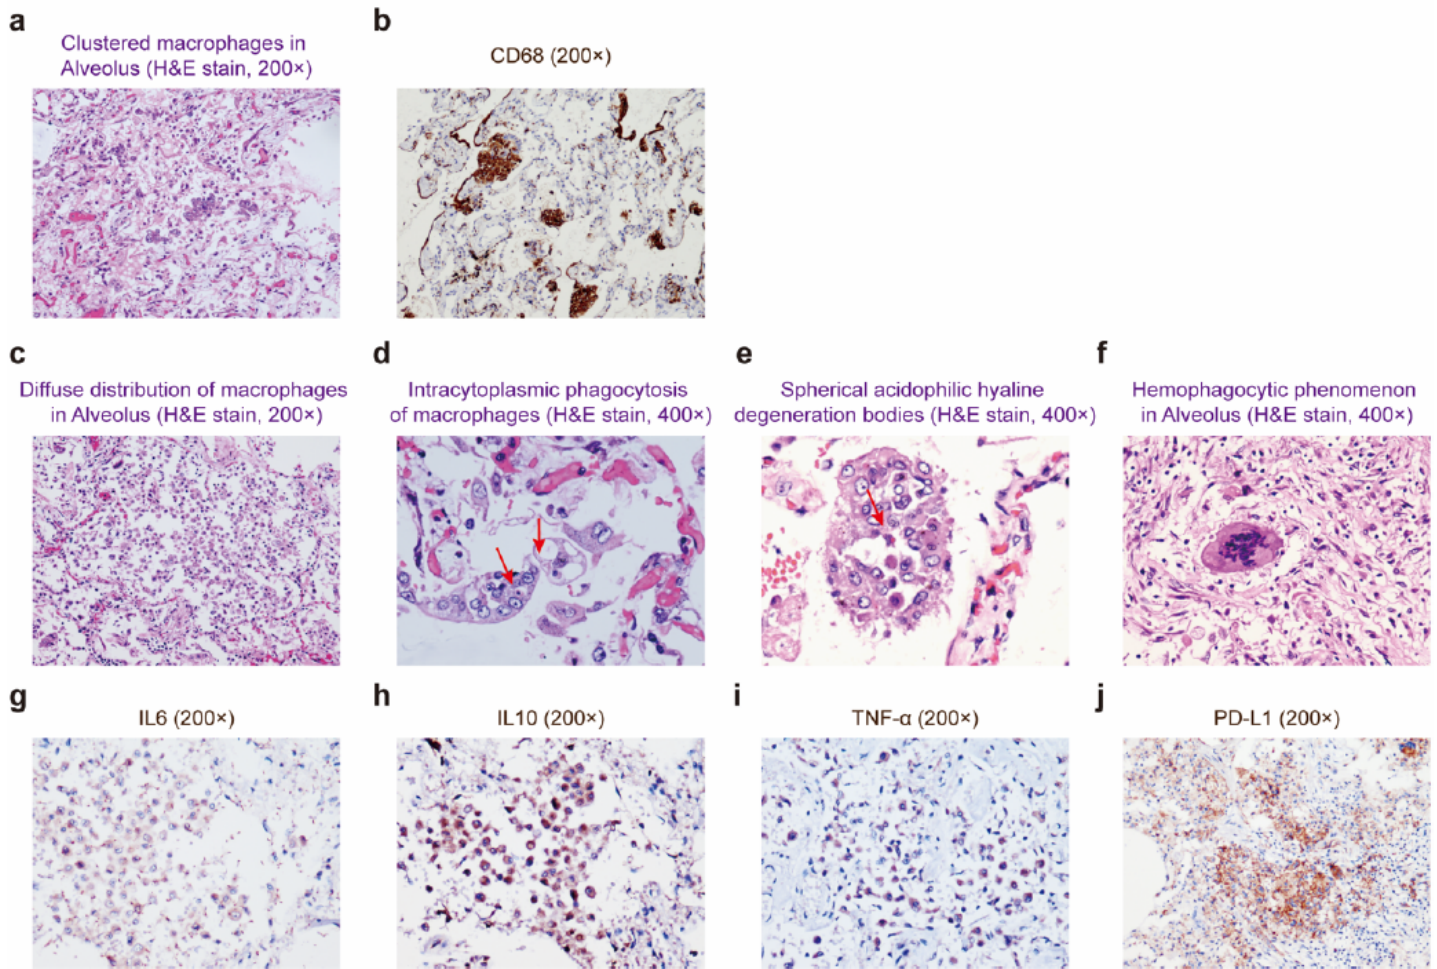 a
Clustered macrophages in
Alveolus (H&E stain, 200×)
b
CD68 (200×)
c
Diffuse distribution of macrophages
in Alveolus (H&E stain, 200×)
d
Intracytoplasmic phagocytosis
of macrophages (H&E stain, 400×)
e
Spherical acidophilic hyaline
degeneration bodies (H&E stain, 400×)
f
Hemophagocytic phenomenon
in Alveolus (H&E stain, 400×)
g
IL6 (200×)
h
IL10 (200×)
i
TNF-α (200×)
j
PD-L1 (200×)